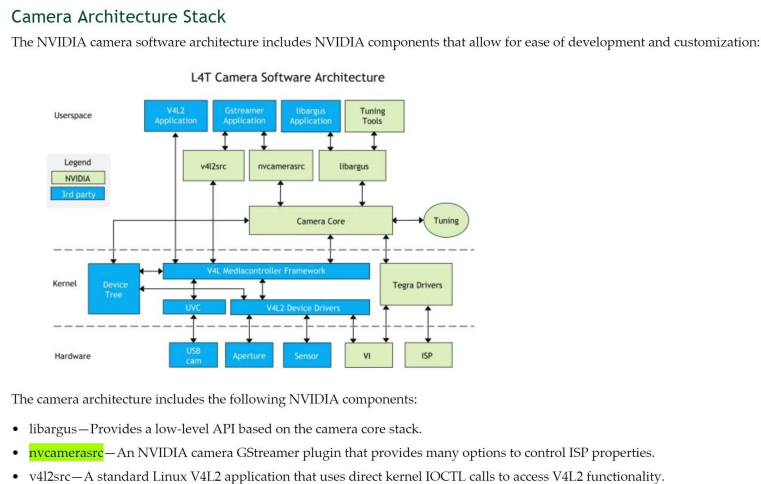 Camera Architecture Stack
The NVIDIA camera software architecture includes NVIDIA components that allow for ease of development and customization:
L4T Camera Software Architecture
Userspace
V4L2
Application
Gstreamer
Application
libargus
Application
Tuning
Tools
Legend
NVIDIA
3rd party
v4l2src
nvcamerasrc
libargus
Camera Core
Tuning
Kernel
Device
Tree
V4L Mediacontroller Framework
Tegra Drivers
UVC
V4L2 Device Drivers
Hardware
USB
cam
Aperture
Sensor
VI
ISP
The camera architecture includes the following NVIDIA components:
• libargus—Provides a low-level API based on the camera core stack.
• nvcamerasrc—An NVIDIA camera GStreamer plugin that provides many options to control ISP properties.
• v4l2src—A standard Linux V4L2 application that uses direct kernel IOCTL calls to access V4L2 functionality.